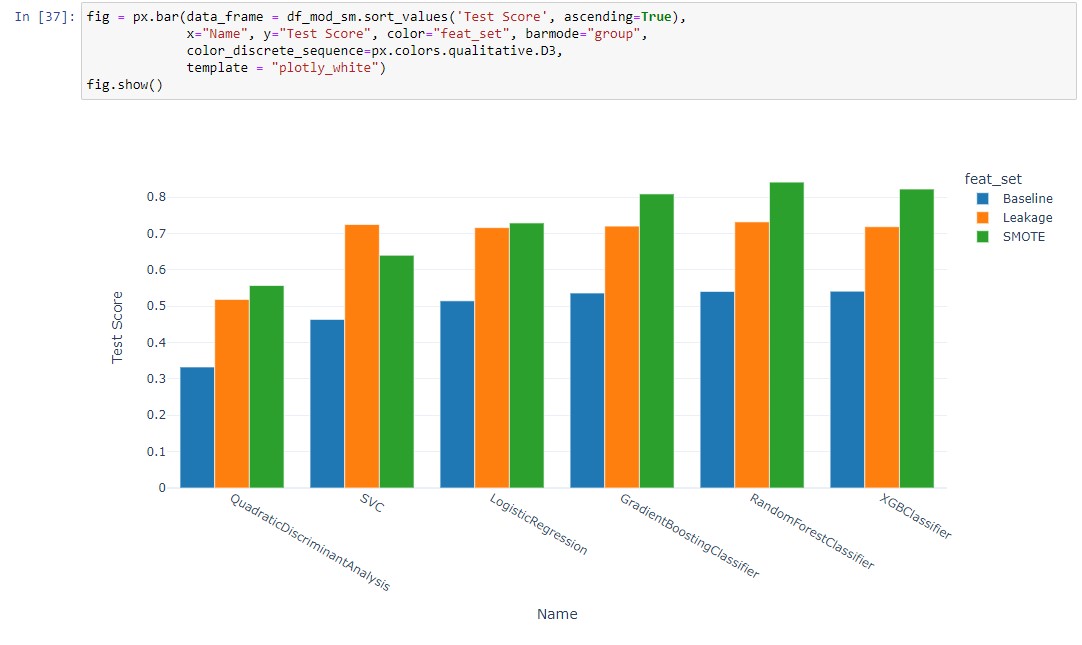 In [37]: fig = px.bar(data_frame = df_mod_sm.sort_values('Test Score', ascending=True),
x="Name", y="Test Score", color="feat_set", barmode="group",
color_discrete_sequence=px.colors.qualitative.D3,
template = "plotly_white")
fig.show()
feat_set
Baseline
Leakage
SMOTE
Test Score
0.8
0.7
0.6
0.5
0.4
0.3
0.2
0.1
0
QuadraticDiscriminantAnalysis
SVC
LogisticRegression
GradientBoostingClassifier
RandomForestClassifier
XGBClassifier
Name